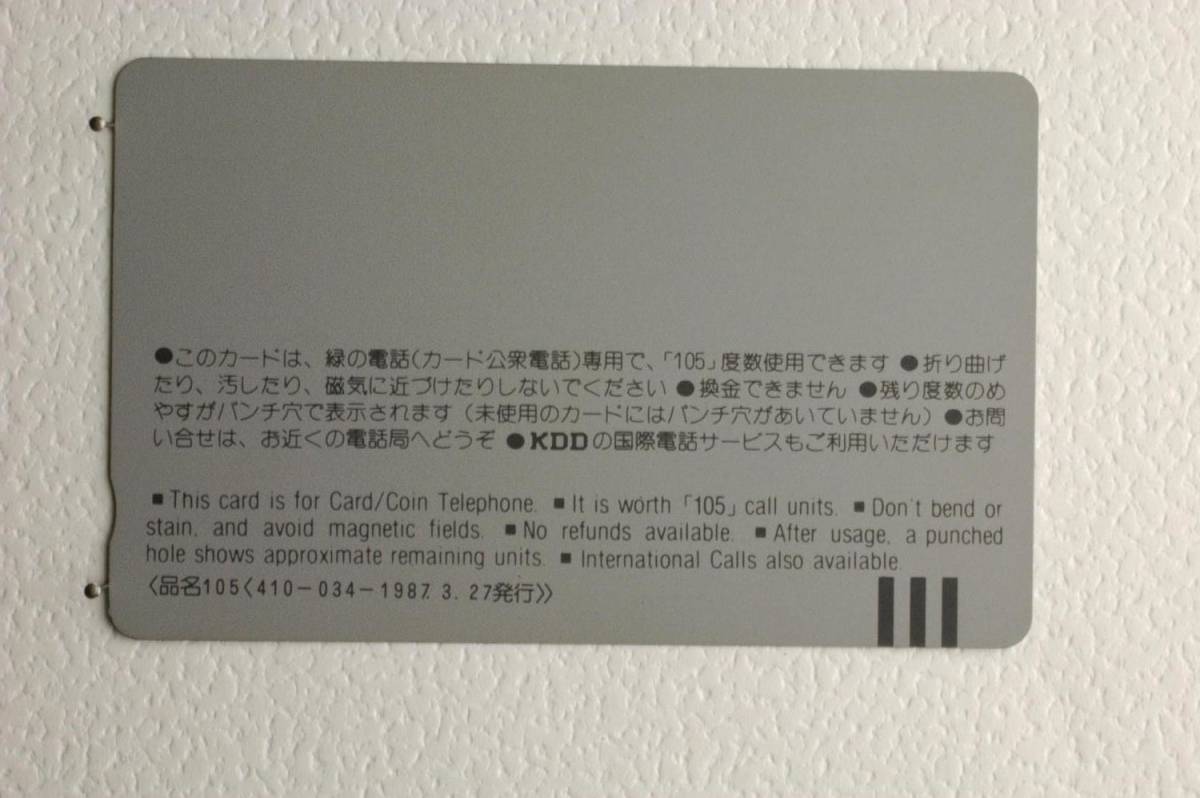 ●このカードは、緑の電話(カード公衆電話)専用で、「105」度数使用できます ●折り曲げ
たり、汚したり、磁気に近づけたりしないでください ●換金できません ●残り度数のめ
やすがパンチ穴で表示されます (未使用のカードにはパンチ穴があいていません) ●お問
い合せは、お近くの電話局へどうぞ ●KDDの国際電話サービスもご利用いただけます
■ This card is for Card/Coin Telephone. ■ It is worth 「105」 call units. ■ Don't bend or
stain, and avoid magnetic fields. ■ No refunds available. ■ After usage, a punched
hole shows approximate remaining units. ■ International Calls also available.
〈品名105〈410-034-1987. 3. 27発行〉〉